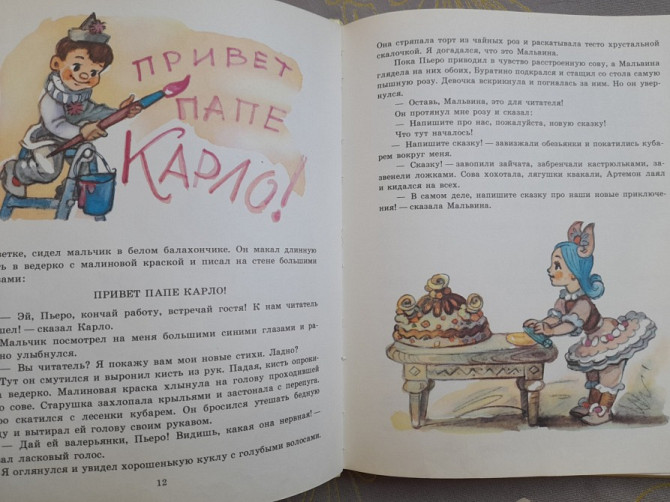 ПРИВЕТ
ПАПЕ
КАРЛО!
ветке, сидел мальчик в белом балахончике. Он макал длинную
ть в ведерко с малиновой краской и писал на стене большими
вами:
ПРИВЕТ ПАПЕ КАРЛО!
— Эй, Пьеро, кончай работу, встречай гостя! К нам читатель
шел! — сказал Карло.
Мальчик посмотрел на меня большими синими глазами и ра-
но улыбнулся.
— Вы читатель? Я покажу вам мои новые стихи. Ладно?
Тут он смутился и выронил кисть из рук. Падая, кисть опроки-
а ведерко. Малиновая краска хлынула на голову проходившей
о сове. Старушка захлопала крыльями и застонала с перепуга.
ро скатился с лесенки кубарем. Он бросился утешать бедную
ду и вытирал ей голову своим рукавом.
— Дай ей валерьянки, Пьеро! Видишь, какая она нервная! —
вал ласковый голос.
Я оглянулся и увидел хорошенькую куклу с голубыми волосами.
12
Она стряпала торт из чайных роз и раскатывала тесто хрустальной
скалочкой. Я догадался, что это Мальвина.
Пока Пьеро приводил в чувство расстроенную сову, а Мальвина
глядела на них обоих, Буратино подкрался и стащил со стола самую
пышную розу. Девочка вскрикнула и погналась за ним. Но он увер-
нулся.
— Оставь, Мальвина, это для читателя!
Он протянул мне розу и сказал:
— Напишите про нас, пожалуйста, новую сказку!
Что тут началось!
— Напишите сказку! — завизжали обезьянки и покатились кубa-
рем вокруг меня.
— Сказку! — завопили зайчата, забренчали кастрюльками, за-
звенели ложками. Сова хохотала, лягушки квакали, Артемон лаял
и кидался на всех.
— В самом деле, напишите сказку про наши новые приключе-
ния! — сказала Мальвина.